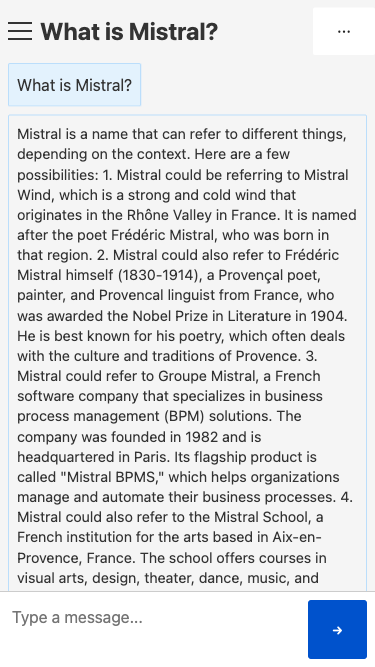 What is Mistral?
...
What is Mistral?
Mistral is a name that can refer to different things,
depending on the context. Here are a few
possibilities: 1. Mistral could be referring to Mistral
Wind, which is a strong and cold wind that
originates in the Rhône Valley in France. It is named
after the poet Frédéric Mistral, who was born in
that region. 2. Mistral could also refer to Frédéric
Mistral himself (1830-1914), a Provençal poet,
painter, and Provencal linguist from France, who
was awarded the Nobel Prize in Literature in 1904.
He is best known for his poetry, which often deals
with the culture and traditions of Provence. 3.
Mistral could refer to Groupe Mistral, a French
software company that specializes in business
process management (BPM) solutions. The
company was founded in 1982 and is
headquartered in Paris. Its flagship product is
called "Mistral BPMS," which helps organizations
manage and automate their business processes. 4.
Mistral could also refer to the Mistral School, a
French institution for the arts based in Aix-en-
Provence, France. The school offers courses in
visual arts, design, theater, dance, music, and
Type a message...